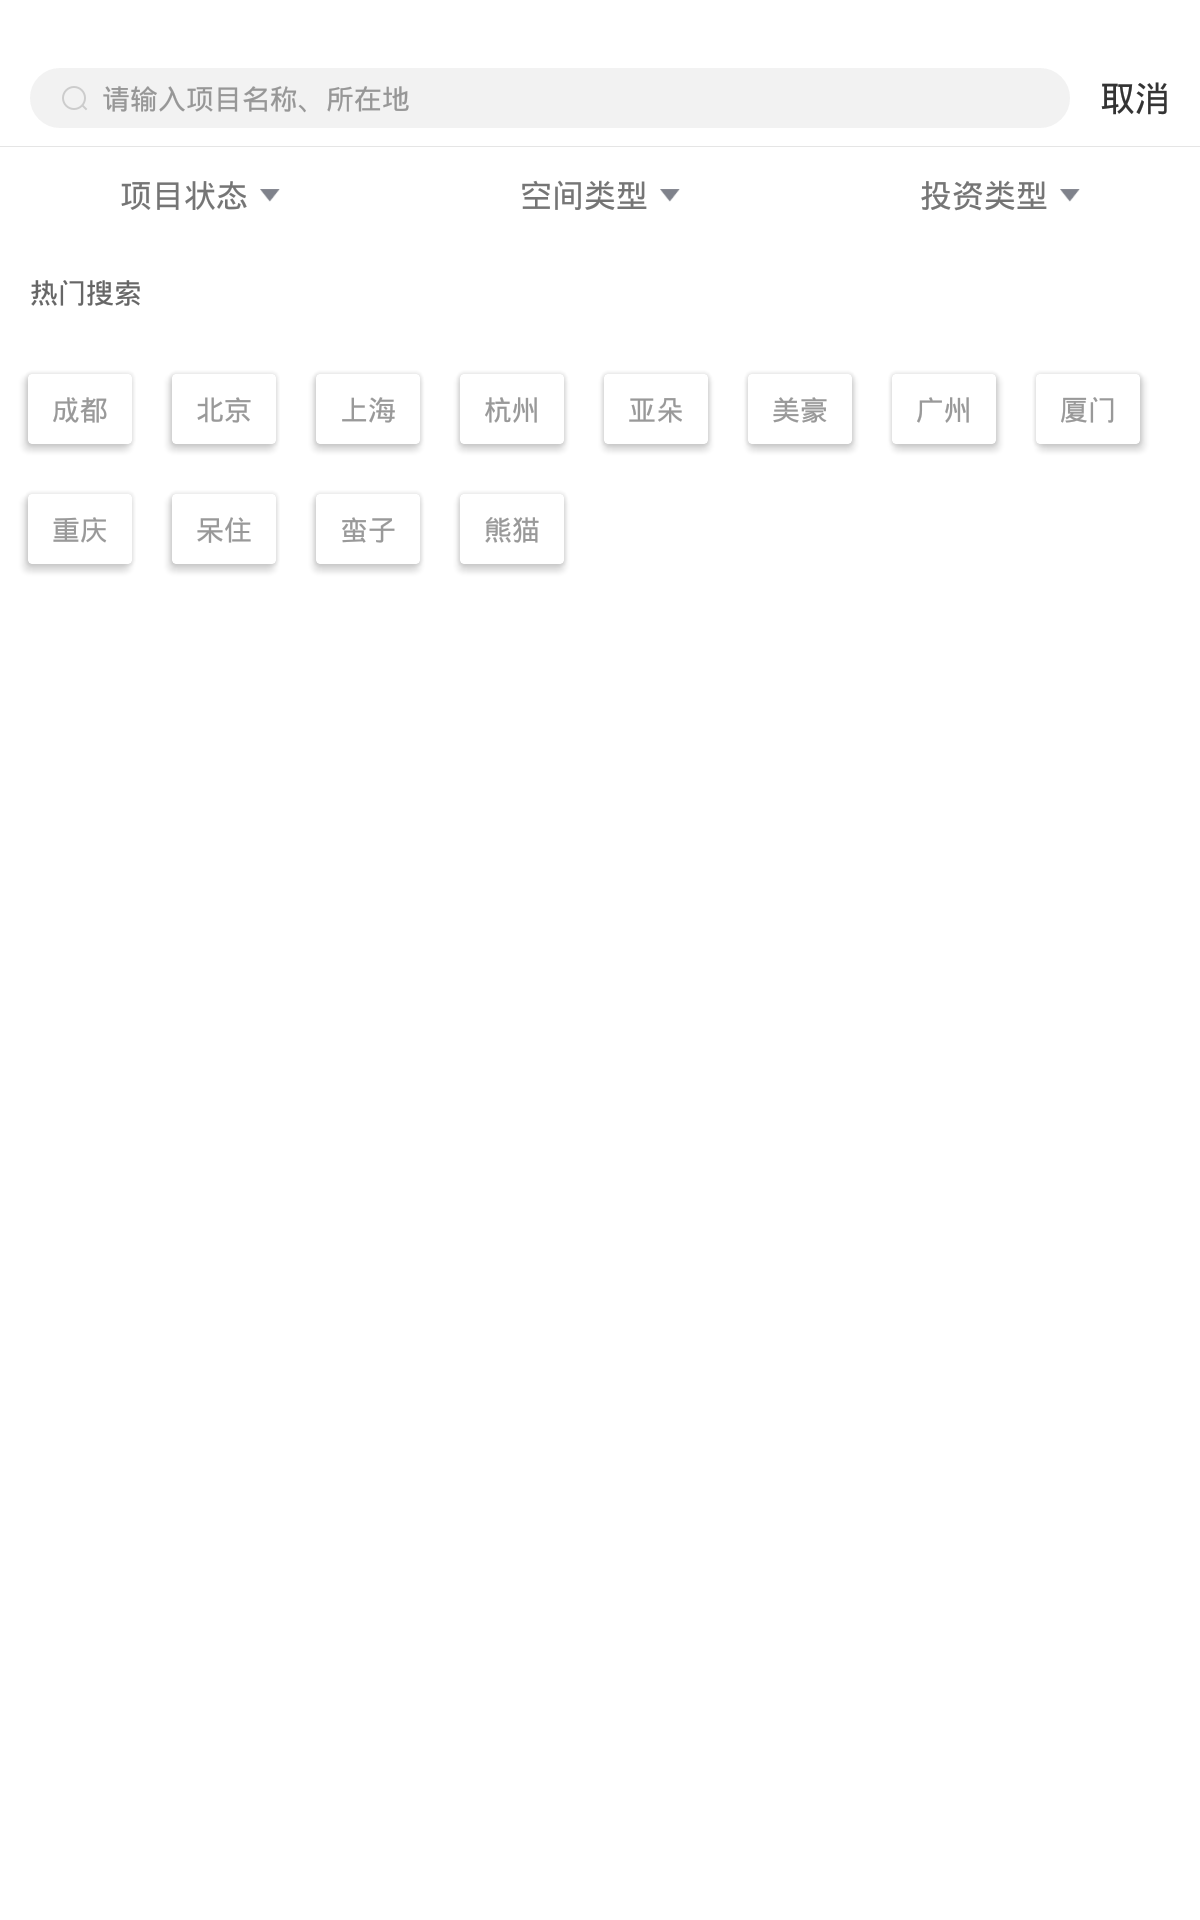 请输入项目名称、所在地 取消
项目状态 空间类型 投资类型
热门搜索
成都 北京 上海 杭州 亚朵 美豪 广州 厦门
重庆 呆住 蛮子 熊猫